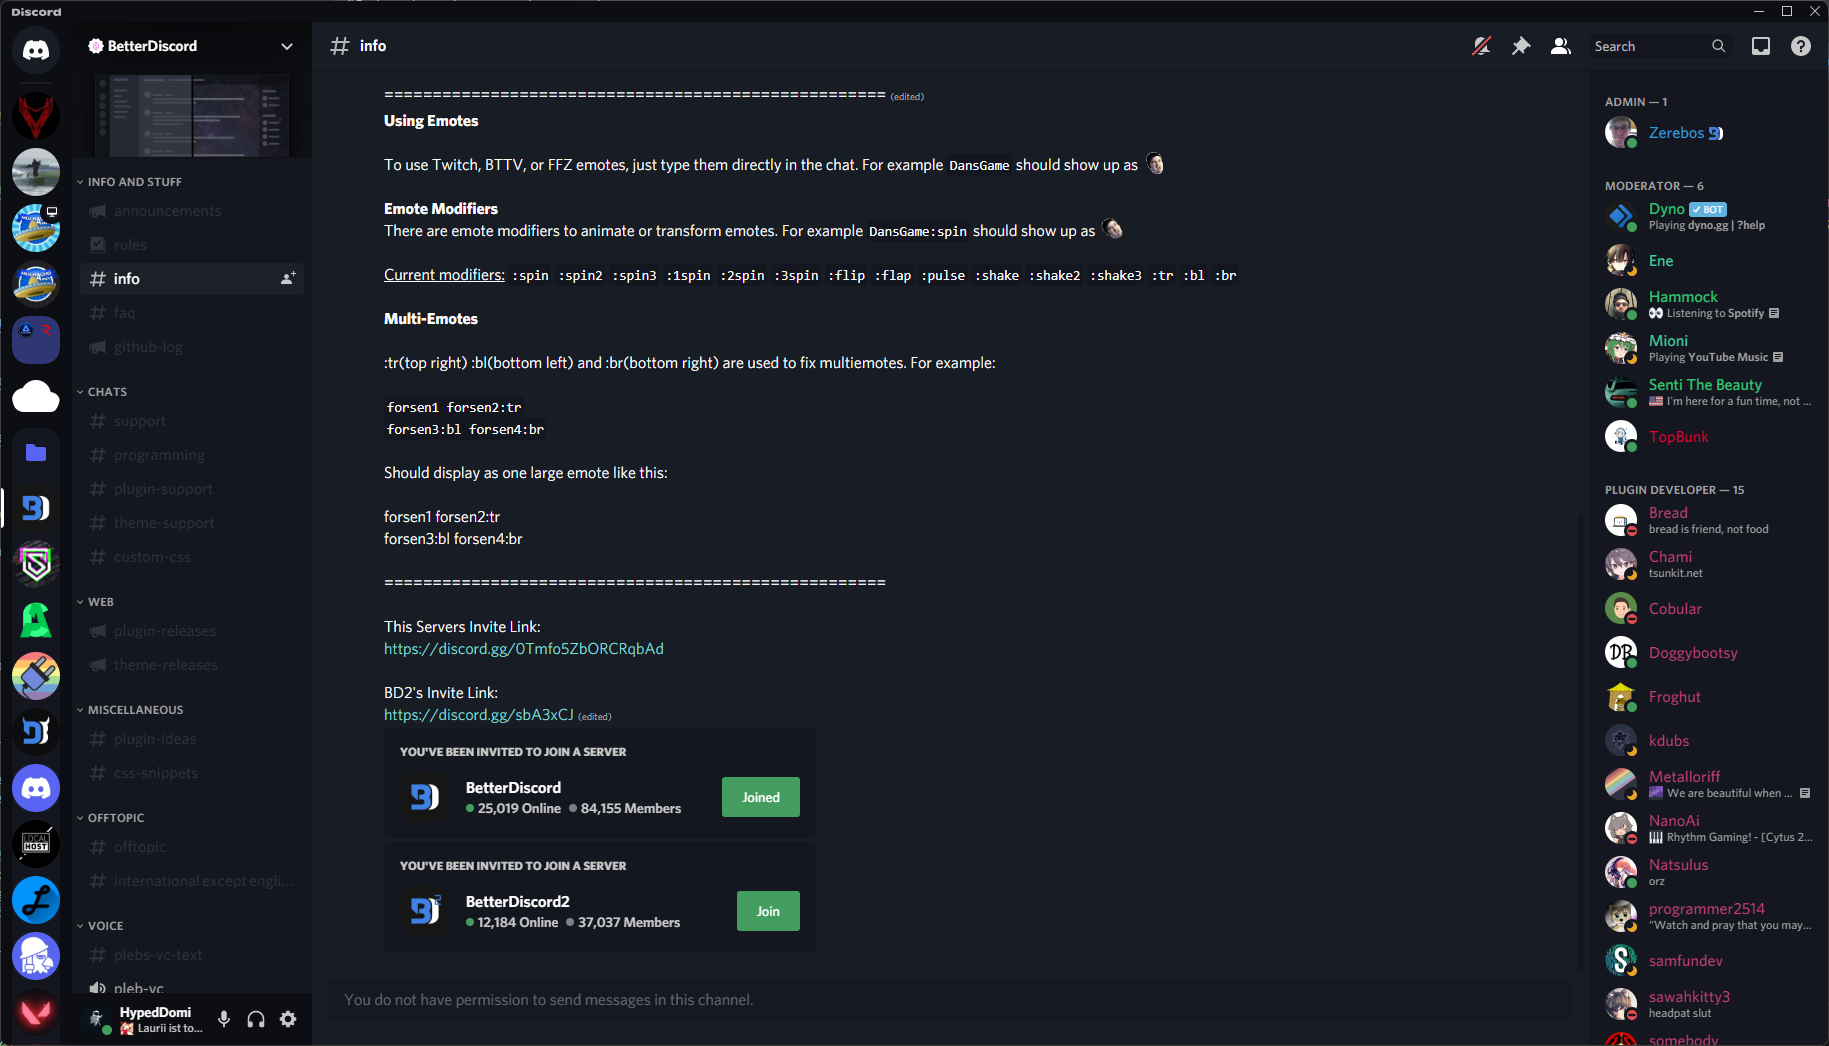 Discord
BetterDiscord
INFO AND STUFF
announcements
rules
info
faq
github-log
CHATS
support
programming
plugin-support
theme-support
custom-css
WEB
plugin-releases
theme-releases
MISCELLANEOUS
plugin-ideas
css-snippets
OFFTOPIC
offtopic
international except engli...
VOICE
plebs-vc-text
pleb-vc
HypedDomi
Laurii ist to...
LOCAL
HOST
info
Search
================================================== (edited)
Using Emotes
To use Twitch, BTTV, or FFZ emotes, just type them directly in the chat. For example DansGame should show up as
Emote Modifiers
There are emote modifiers to animate or transform emotes. For example DansGame:spin should show up as
Current modifiers: :spin :spin2 :spin3 :1spin :2spin :3spin :flip :flap :pulse :shake :shake2 :shake3 :tr :bl :br
Multi-Emotes
:tr(top right) :bl(bottom left) and :br(bottom right) are used to fix multiemotes. For example:
forsen1 forsen2:tr
forsen3:bl forsen4:br
Should display as one large emote like this:
forsen1 forsen2:tr
forsen3:bl forsen4:br
==================================================
This Servers Invite Link:
https://discord.gg/0Tmfo5ZbORCRqbAd
BD2's Invite Link:
https://discord.gg/sbA3xCJ (edited)
YOU'VE BEEN INVITED TO JOIN A SERVER
BetterDiscord
25,019 Online 84,155 Members
Joined
YOU'VE BEEN INVITED TO JOIN A SERVER
BetterDiscord2
12,184 Online 37,037 Members
Join
You do not have permission to send messages in this channel.
ADMIN — 1
Zerebos
MODERATOR — 6
Dyno BOT
Playing dyno.gg | ?help
Ene
Hammock
Listening to Spotify
Mioni
Playing YouTube Music
Senti The Beauty
I'm here for a fun time, not ...
TopBunk
PLUGIN DEVELOPER — 15
Bread
bread is friend, not food
Chami
tsunkit.net
Cobular
Doggybootsy
Froghut
kdubs
Metalloriff
We are beautiful when ...
NanoAi
Rhythm Gaming! - [Cytus 2...
Natsulus
orz
programmer2514
"Watch and pray that you may...
samfundev
sawahkitty3
headpat slut
somebody